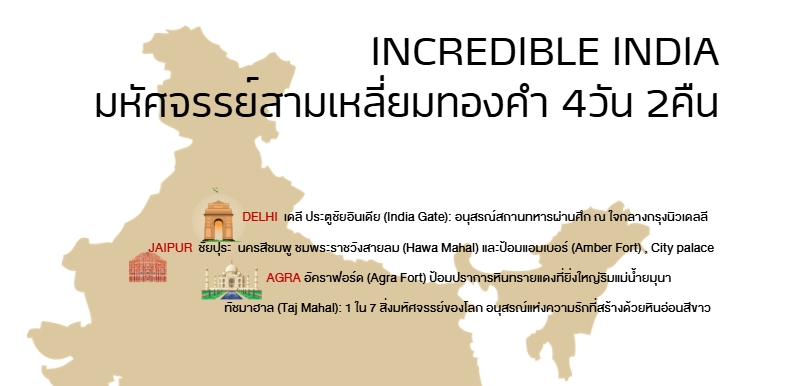 INCREDIBLE INDIA
มหัศจรรย์สามเหลี่ยมทองคำ 4วัน 2คืน
DELHI เดลี ประตูชัยอินเดีย (India Gate): อนุสรณ์สถานทหารผ่านศึก ณ ใจกลางกรุงนิวเดลลี
JAIPUR ชัยปุระ นครสีชมพู ชมพระราชวังสายลม (Hawa Mahal) และป้อมแอมเบอร์ (Amber Fort) , City palace
AGRA อัคราฟอร์ด (Agra Fort) ป้อมปราการหินทรายแดงที่ยิ่งใหญ่ริมแม่น้ำยมุนา
ทัชมาฮาล (Taj Mahal): 1 ใน 7 สิ่งมหัศจรรย์ของโลก อนุสรณ์แห่งความรักที่สร้างด้วยหินอ่อนสีขาว